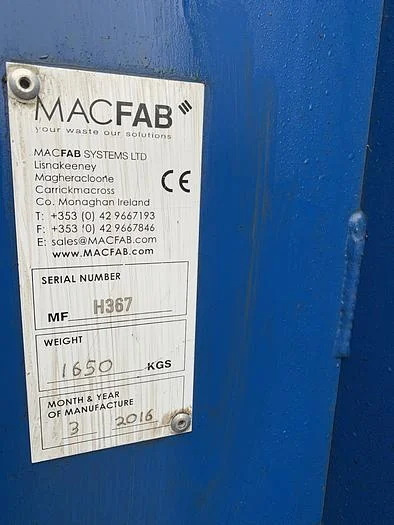 MACFAB
your waste our solutions
MACFAB SYSTEMS LTD
Lisnakeeney
Magheracloone
Carrickmacross
Co. Monaghan Ireland
CE
T: +353 (0) 42 9667193
F: +353 (0) 42 9667846
E: sales@MACFAB.com
www.MACFAB.com
SERIAL NUMBER
MF H367
WEIGHT
1650 KGS
MONTH & YEAR
OF MANUFACTURE
3 2016